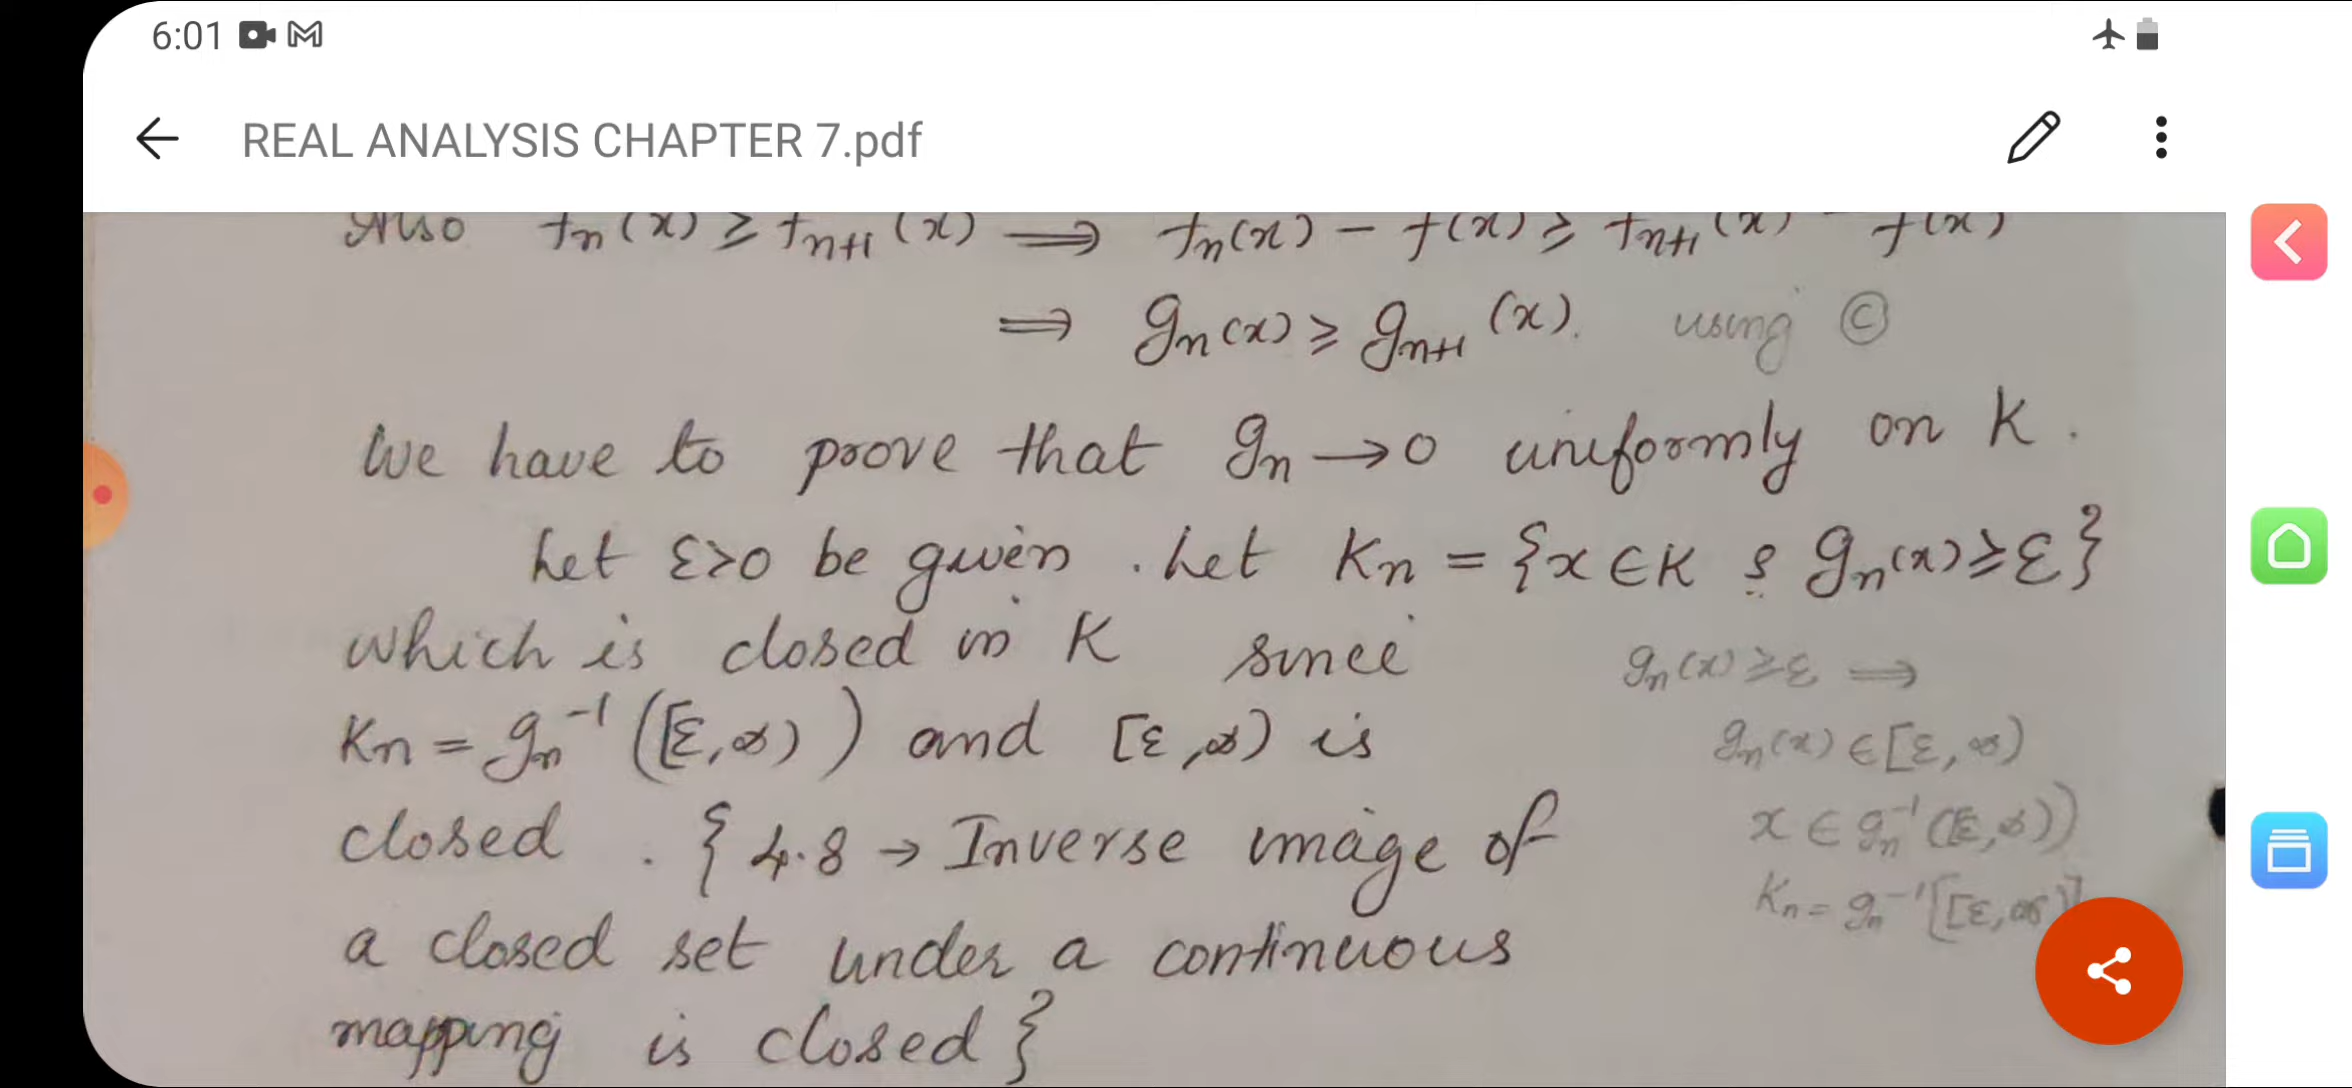 6:01
REAL ANALYSIS CHAPTER 7.pdf
Also fn(x) ≥ fn+1(x) ⟹ fn(x) - f(x) ≥ fn+1(x) - f(x)
⟹ gn(x) ≥ gn+1(x). using ©
We have to prove that gn → 0 uniformly on K.
Let ε>0 be given. Let Kn = {x ∈ K : gn(x) ≥ ε}
which is closed in K since
gn(x) ≥ ε ⟹
Kn = gn⁻¹([ε,∞)) and [ε,∞) is
gn(x) ∈ [ε,∞)
closed. {4.8 → Inverse image of
x ∈ gn⁻¹([ε,∞))
a closed set under a continuous
Kn = gn⁻¹[[ε,∞)]
mapping is closed}